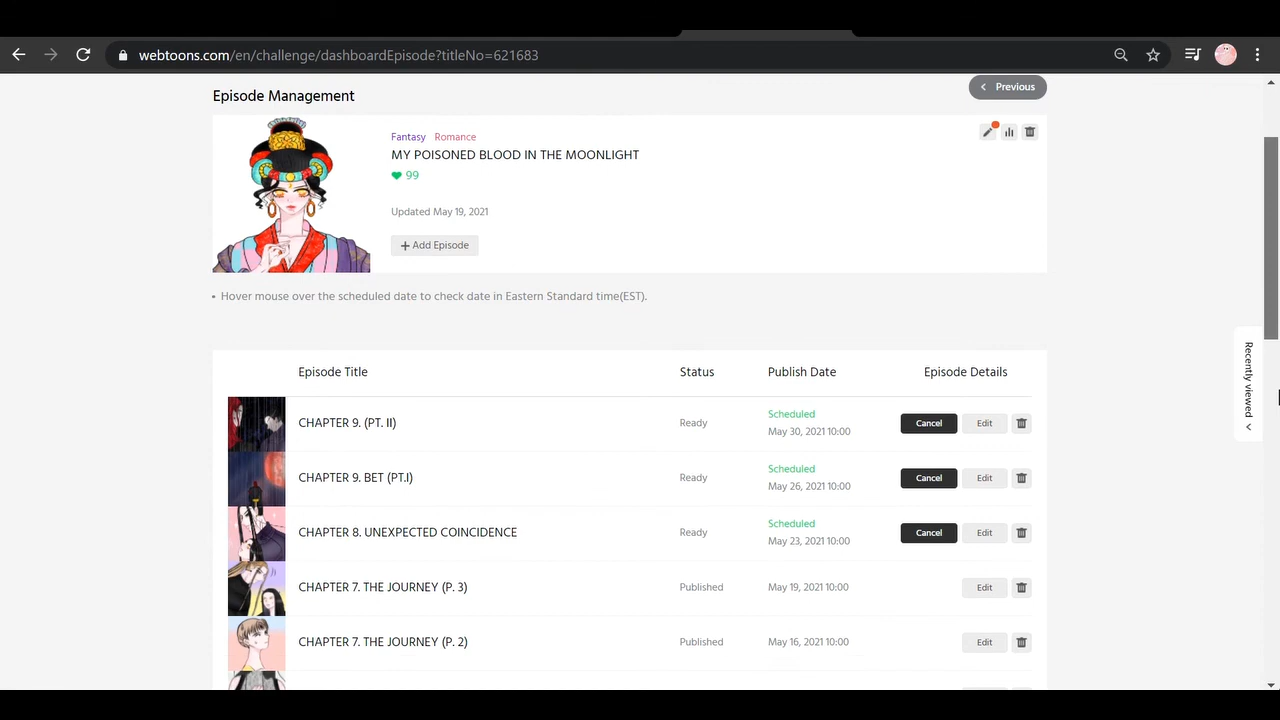 webtoons.com/en/challenge/dashboardEpisode?titleNo=621683
Previous
Episode Management
Fantasy Romance
MY POISONED BLOOD IN THE MOONLIGHT
99
Updated May 19, 2021
+ Add Episode
• Hover mouse over the scheduled date to check date in Eastern Standard time(EST).
Recently viewed
Episode Title Status Publish Date Episode Details
CHAPTER 9. (PT. II) Ready Scheduled May 30, 2021 10:00 Cancel Edit
CHAPTER 9. BET (PT.I) Ready Scheduled May 26, 2021 10:00 Cancel Edit
CHAPTER 8. UNEXPECTED COINCIDENCE Ready Scheduled May 23, 2021 10:00 Cancel Edit
CHAPTER 7. THE JOURNEY (P. 3) Published May 19, 2021 10:00 Edit
CHAPTER 7. THE JOURNEY (P. 2) Published May 16, 2021 10:00 Edit